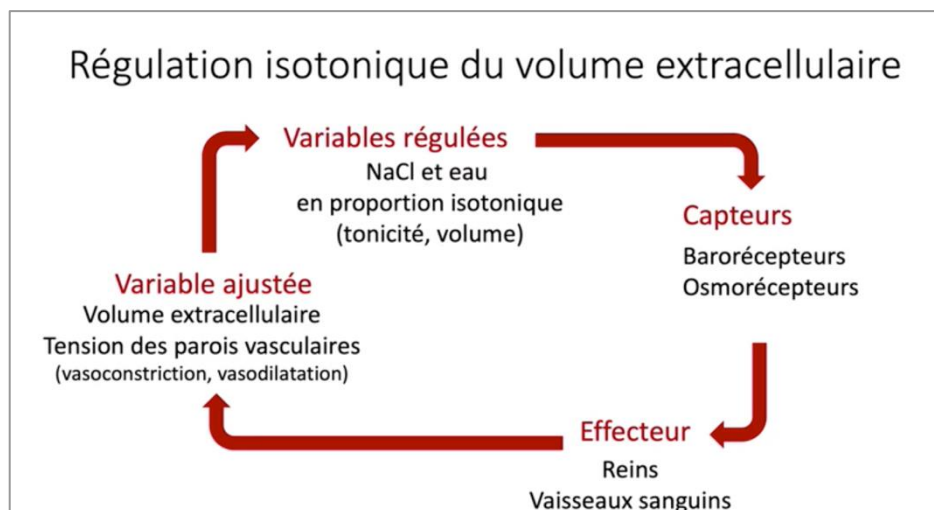 Régulation isotonique du volume extracellulaire
Variables régulées
NaCl et eau
en proportion isotonique
(tonicité, volume)
Capteurs
Barorécepteurs
Osmorécepteurs
Effecteur
Reins
Vaisseaux sanguins
Variable ajustée
Volume extracellulaire
Tension des parois vasculaires
(vasoconstriction, vasodilatation)